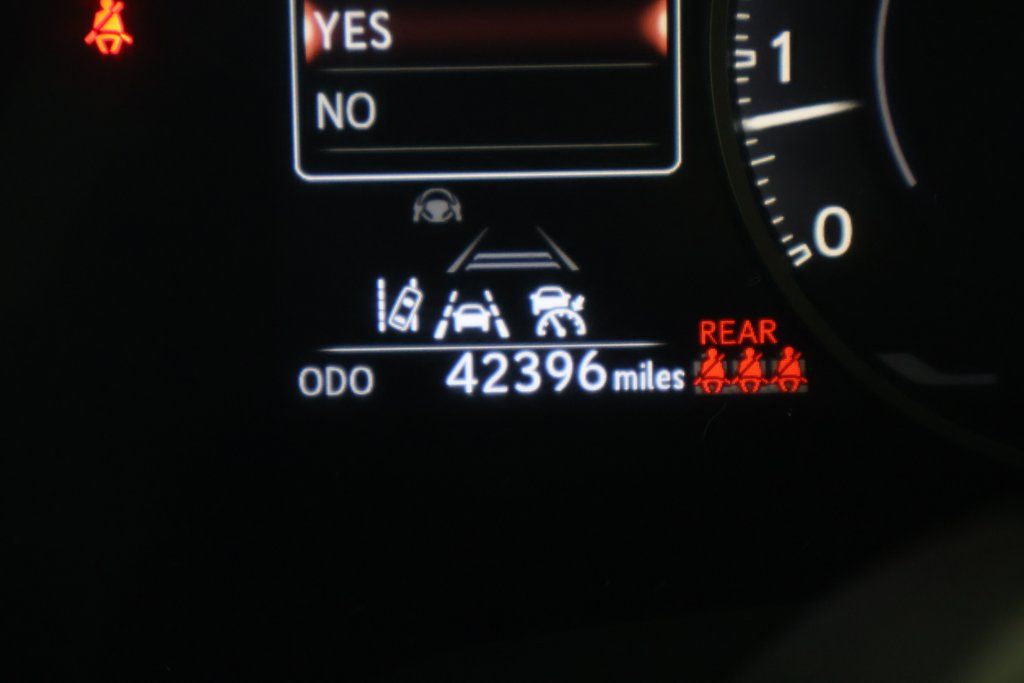 YES
NO
1
0
REAR
ODO 42396 miles